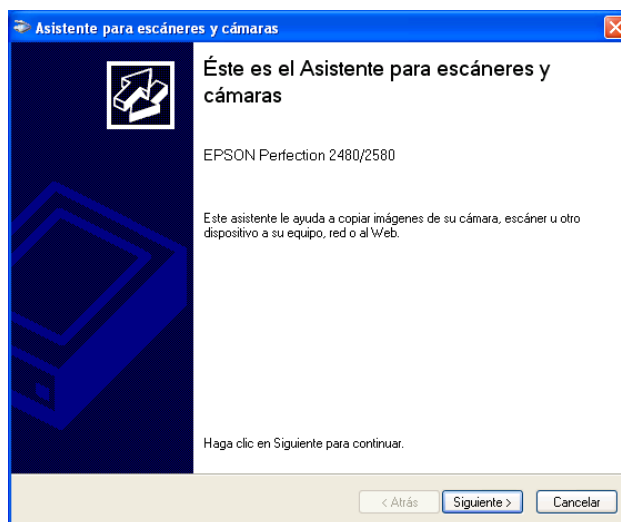 Asistente para escáneres y cámaras
Éste es el Asistente para escáneres y
cámaras
EPSON Perfection 2480/2580
Este asistente le ayuda a copiar imágenes de su cámara, escáner u otro
dispositivo a su equipo, red o al Web.
Haga clic en Siguiente para continuar.
< Atrás Siguiente > Cancelar